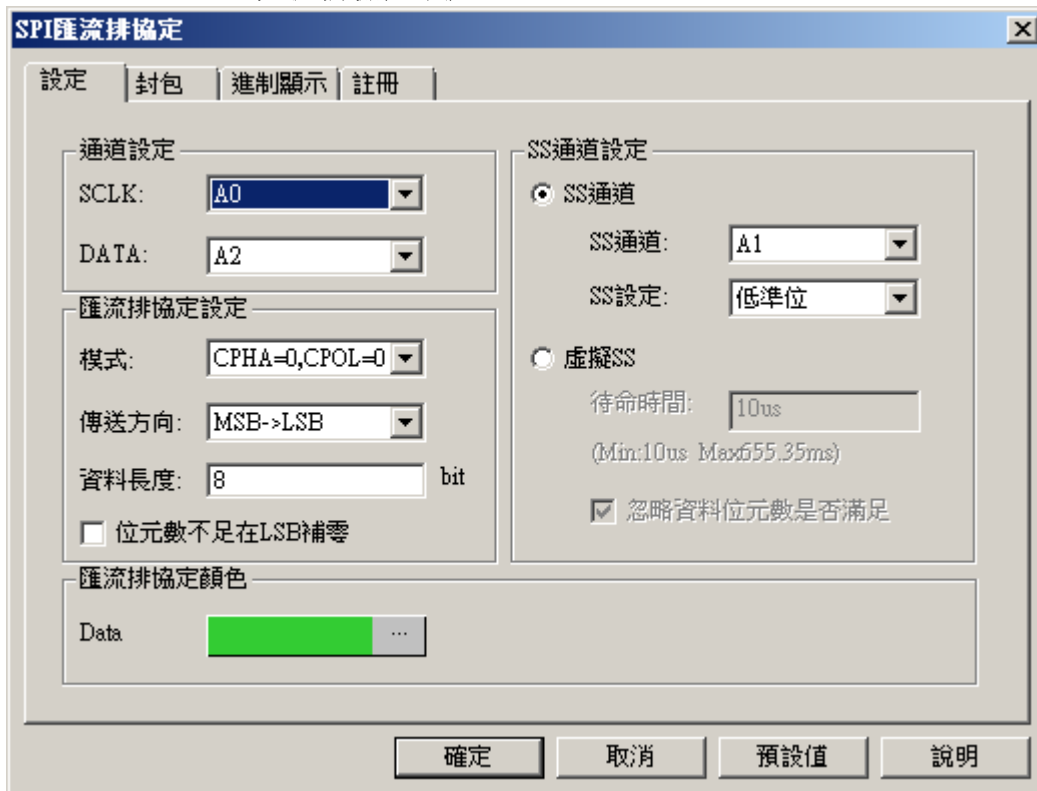 SPI匯流排協定
設定 封包 進制顯示 註冊
通道設定
SCLK: A0
DATA: A2
匯流排協定設定
模式: CPHA=0,CPOL=0
傳送方向: MSB->LSB
資料長度: 8 bit
位元數不足在LSB補零
SS通道設定
SS通道
SS通道: A1
SS設定: 低準位
虛擬SS
待命時間: 10us
(Min:10us Max655.35ms)
忽略資料位元數是否滿足
匯流排協定顏色
Data ...
確定 取消 預設值 說明